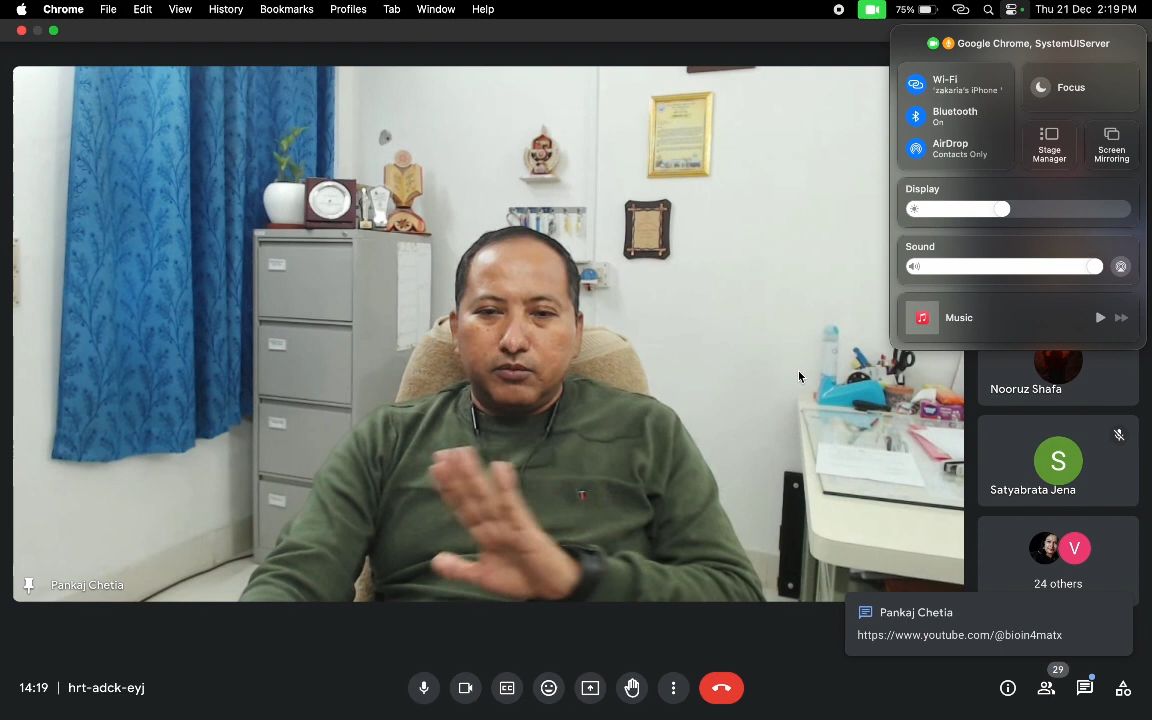 Chrome File Edit View History Bookmarks Profiles Tab Window Help 75% Thu 21 Dec 2:19 PM
Google Chrome, SystemUIServer
Wi-Fi
'zakaria's iPhone '
Bluetooth
On
AirDrop
Contacts Only
Focus
Stage
Manager
Screen
Mirroring
Display
Sound
Music
Nooruz Shafa
S
Satyabrata Jena
V
24 others
Pankaj Chetia
Pankaj Chetia
https://www.youtube.com/@bioin4matx
14:19 | hrt-adck-eyj
29